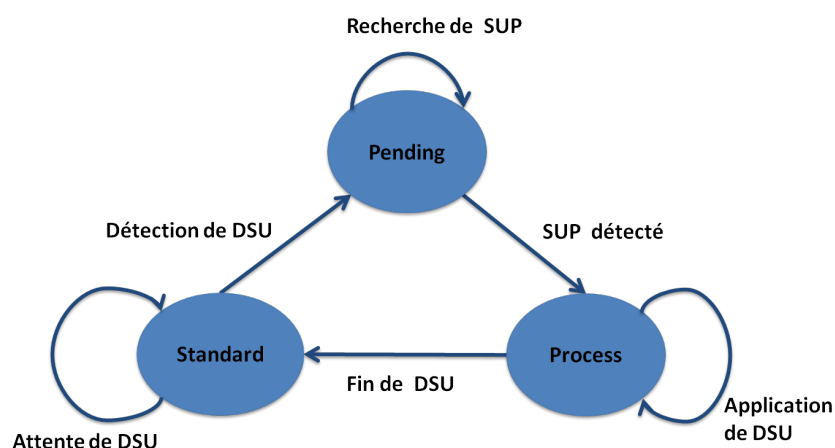 Recherche de SUP
Pending
Détection de DSU
SUP détecté
Standard
Process
Fin de DSU
Attente de DSU
Application
de DSU